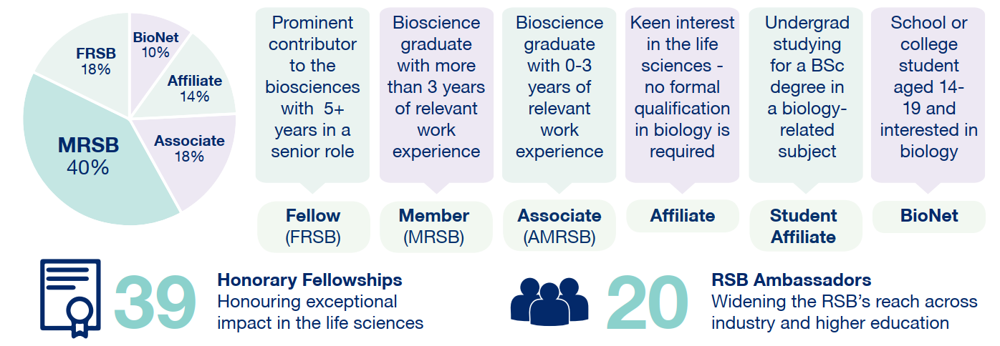 BioNet
10%
Affiliate
14%
Associate
18%
MRSB
40%
FRSB
18%
Prominent
contributor
to the
biosciences
with 5+
years in a
senior role
Fellow
(FRSB)
Bioscience
graduate
with more
than 3 years
of relevant
work
experience
Member
(MRSB)
Bioscience
graduate
with 0-3
years of
relevant
work
experience
Associate
(AMRSB)
Keen interest
in the life
sciences -
no formal
qualification
in biology is
required
Affiliate
Undergrad
studying
for a BSc
degree in
a biology-
related
subject
Student
Affiliate
School or
college
student
aged 14-
19 and
interested in
biology
BioNet
39
Honorary Fellowships
Honouring exceptional
impact in the life sciences
20
RSB Ambassadors
Widening the RSB's reach across
industry and higher education